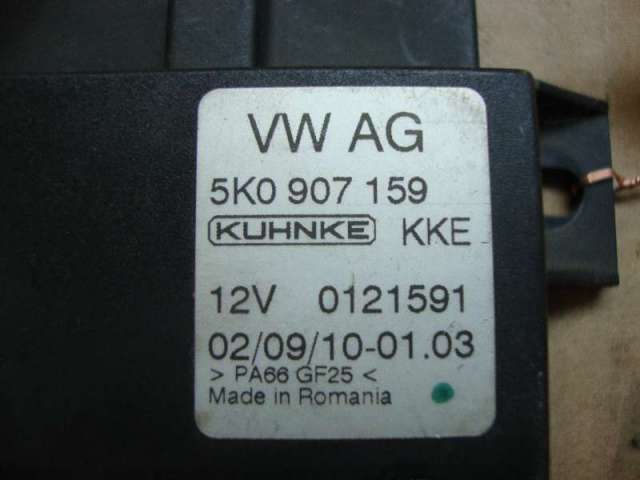 VW AG
5K0 907 159
KUHNKE KKE
12V 0121591
02/09/10-01.03
> PA66 GF25 <
Made in Romania